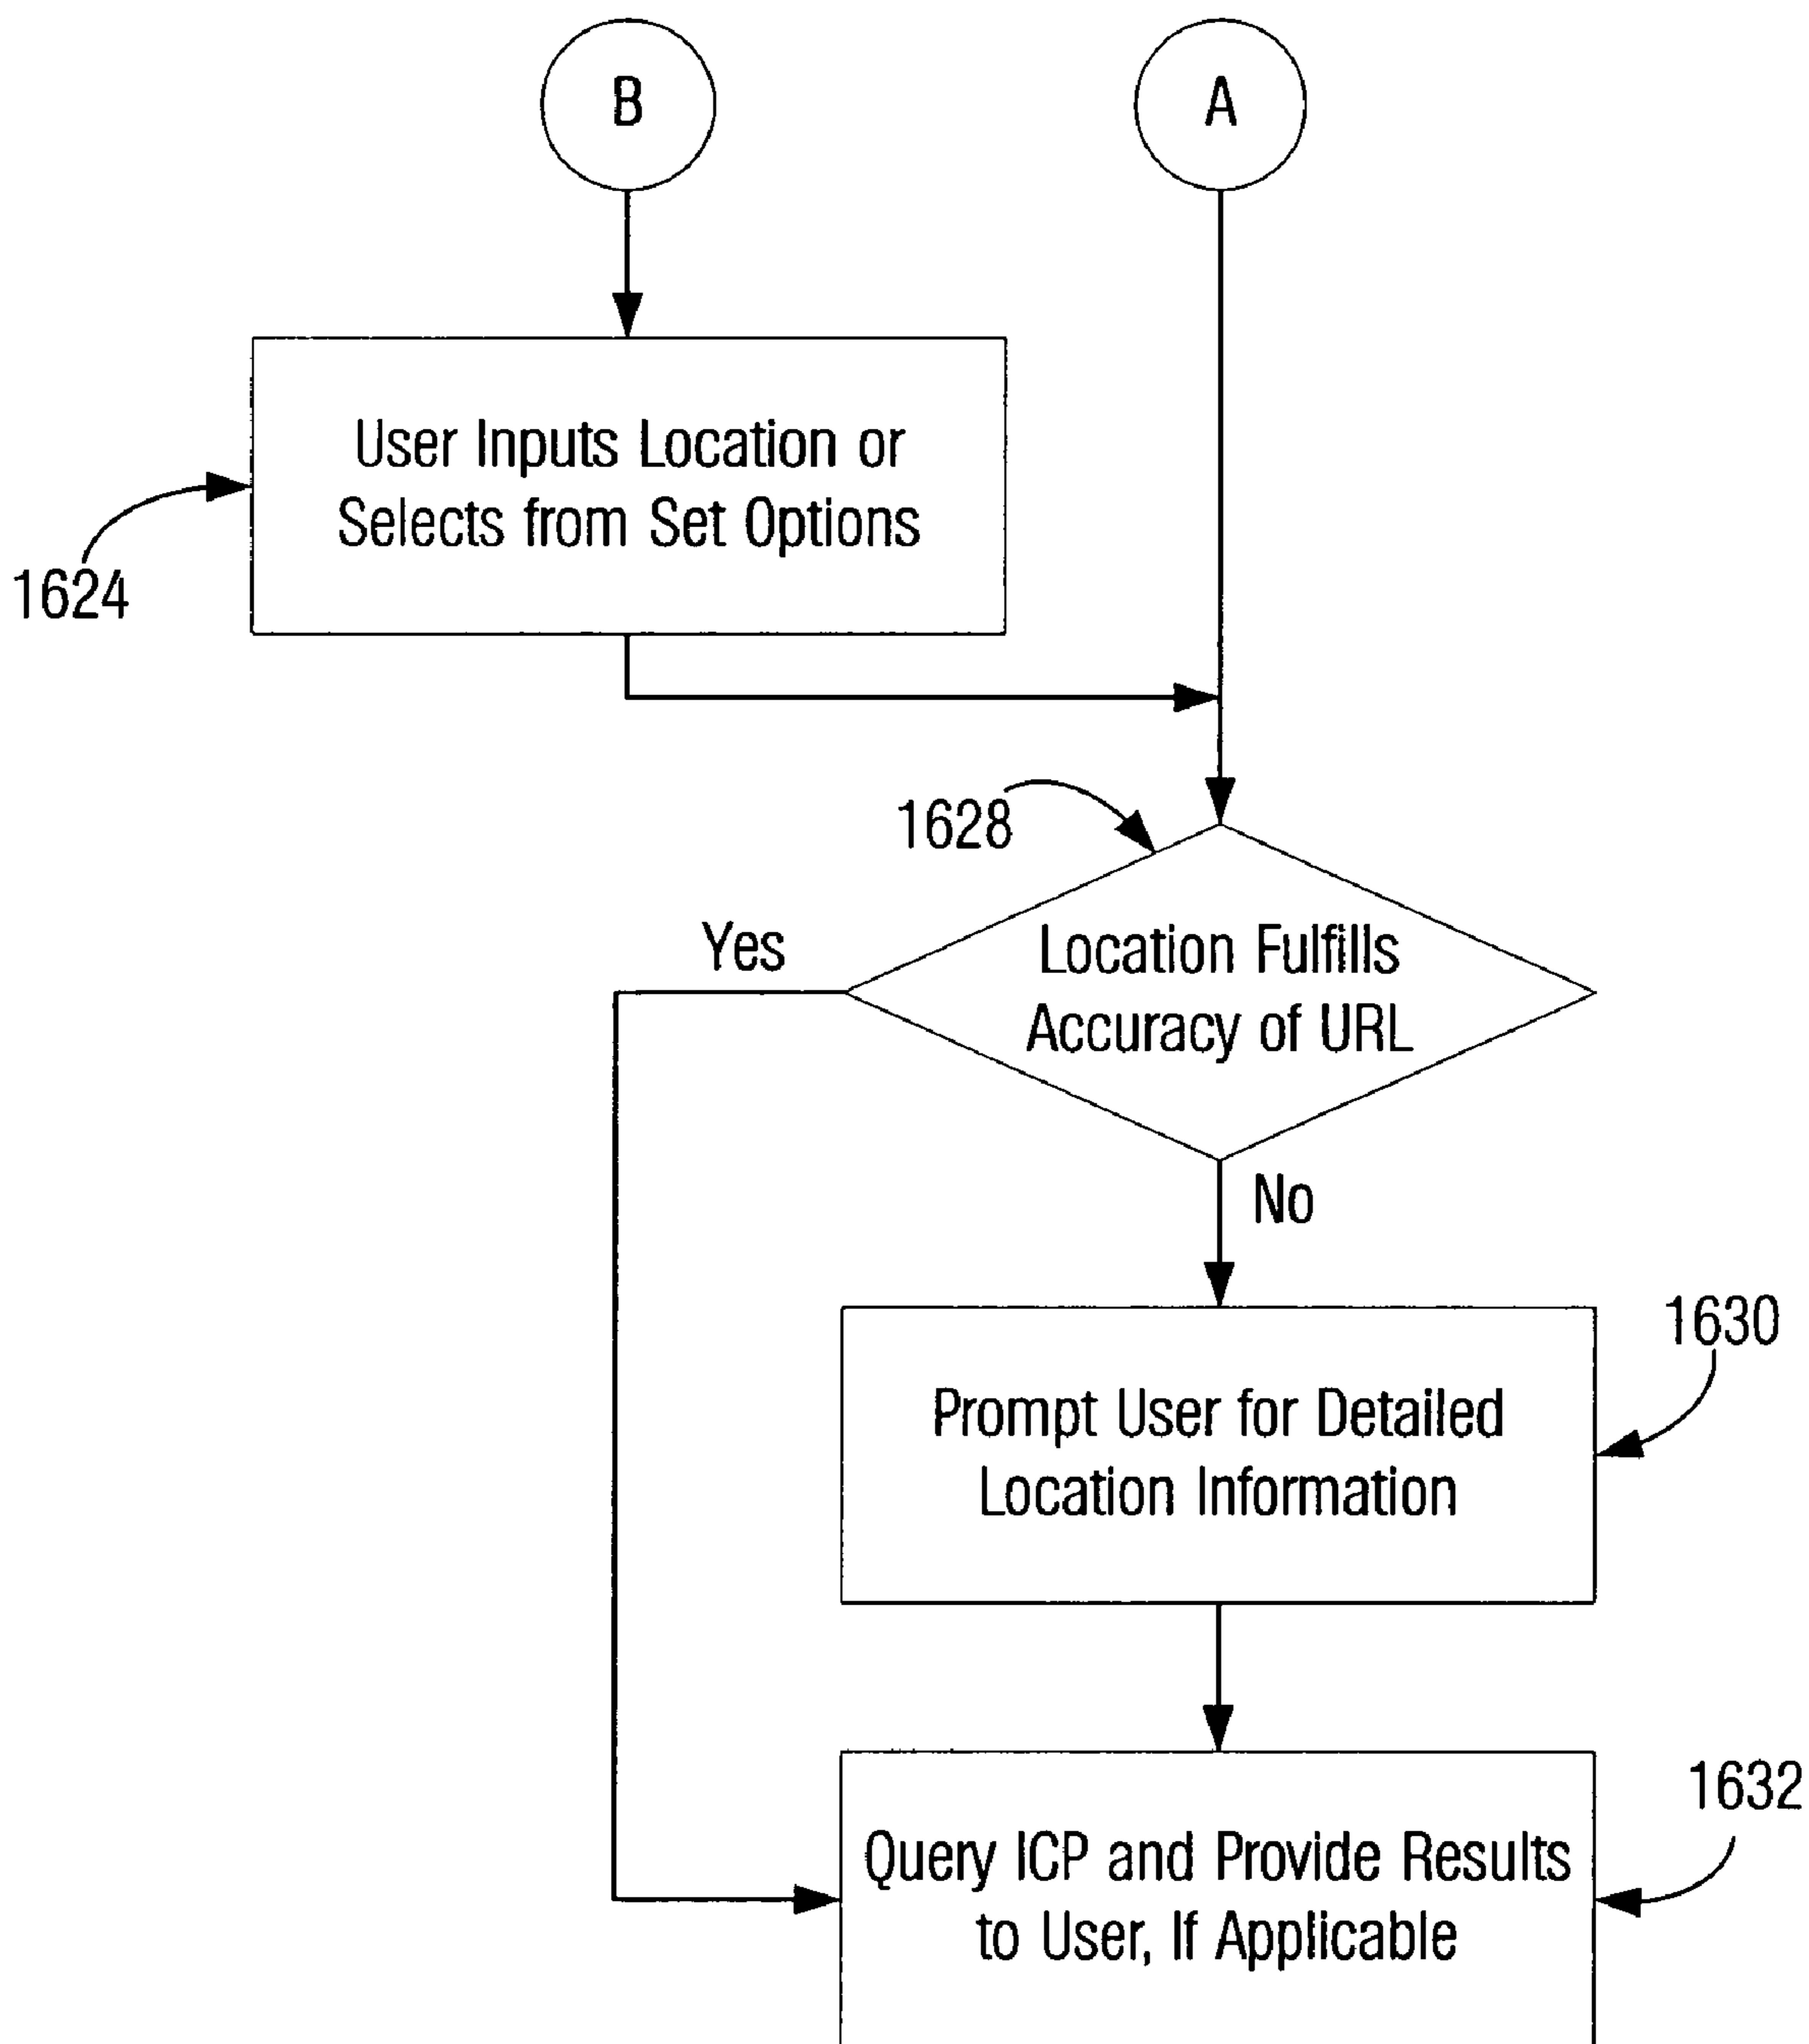 B
A
User Inputs Location or
Selects from Set Options
1624
1628
Yes
Location Fulfills
Accuracy of URL
No
1630
Prompt User for Detailed
Location Information
1632
Query ICP and Provide Results
to User, If Applicable